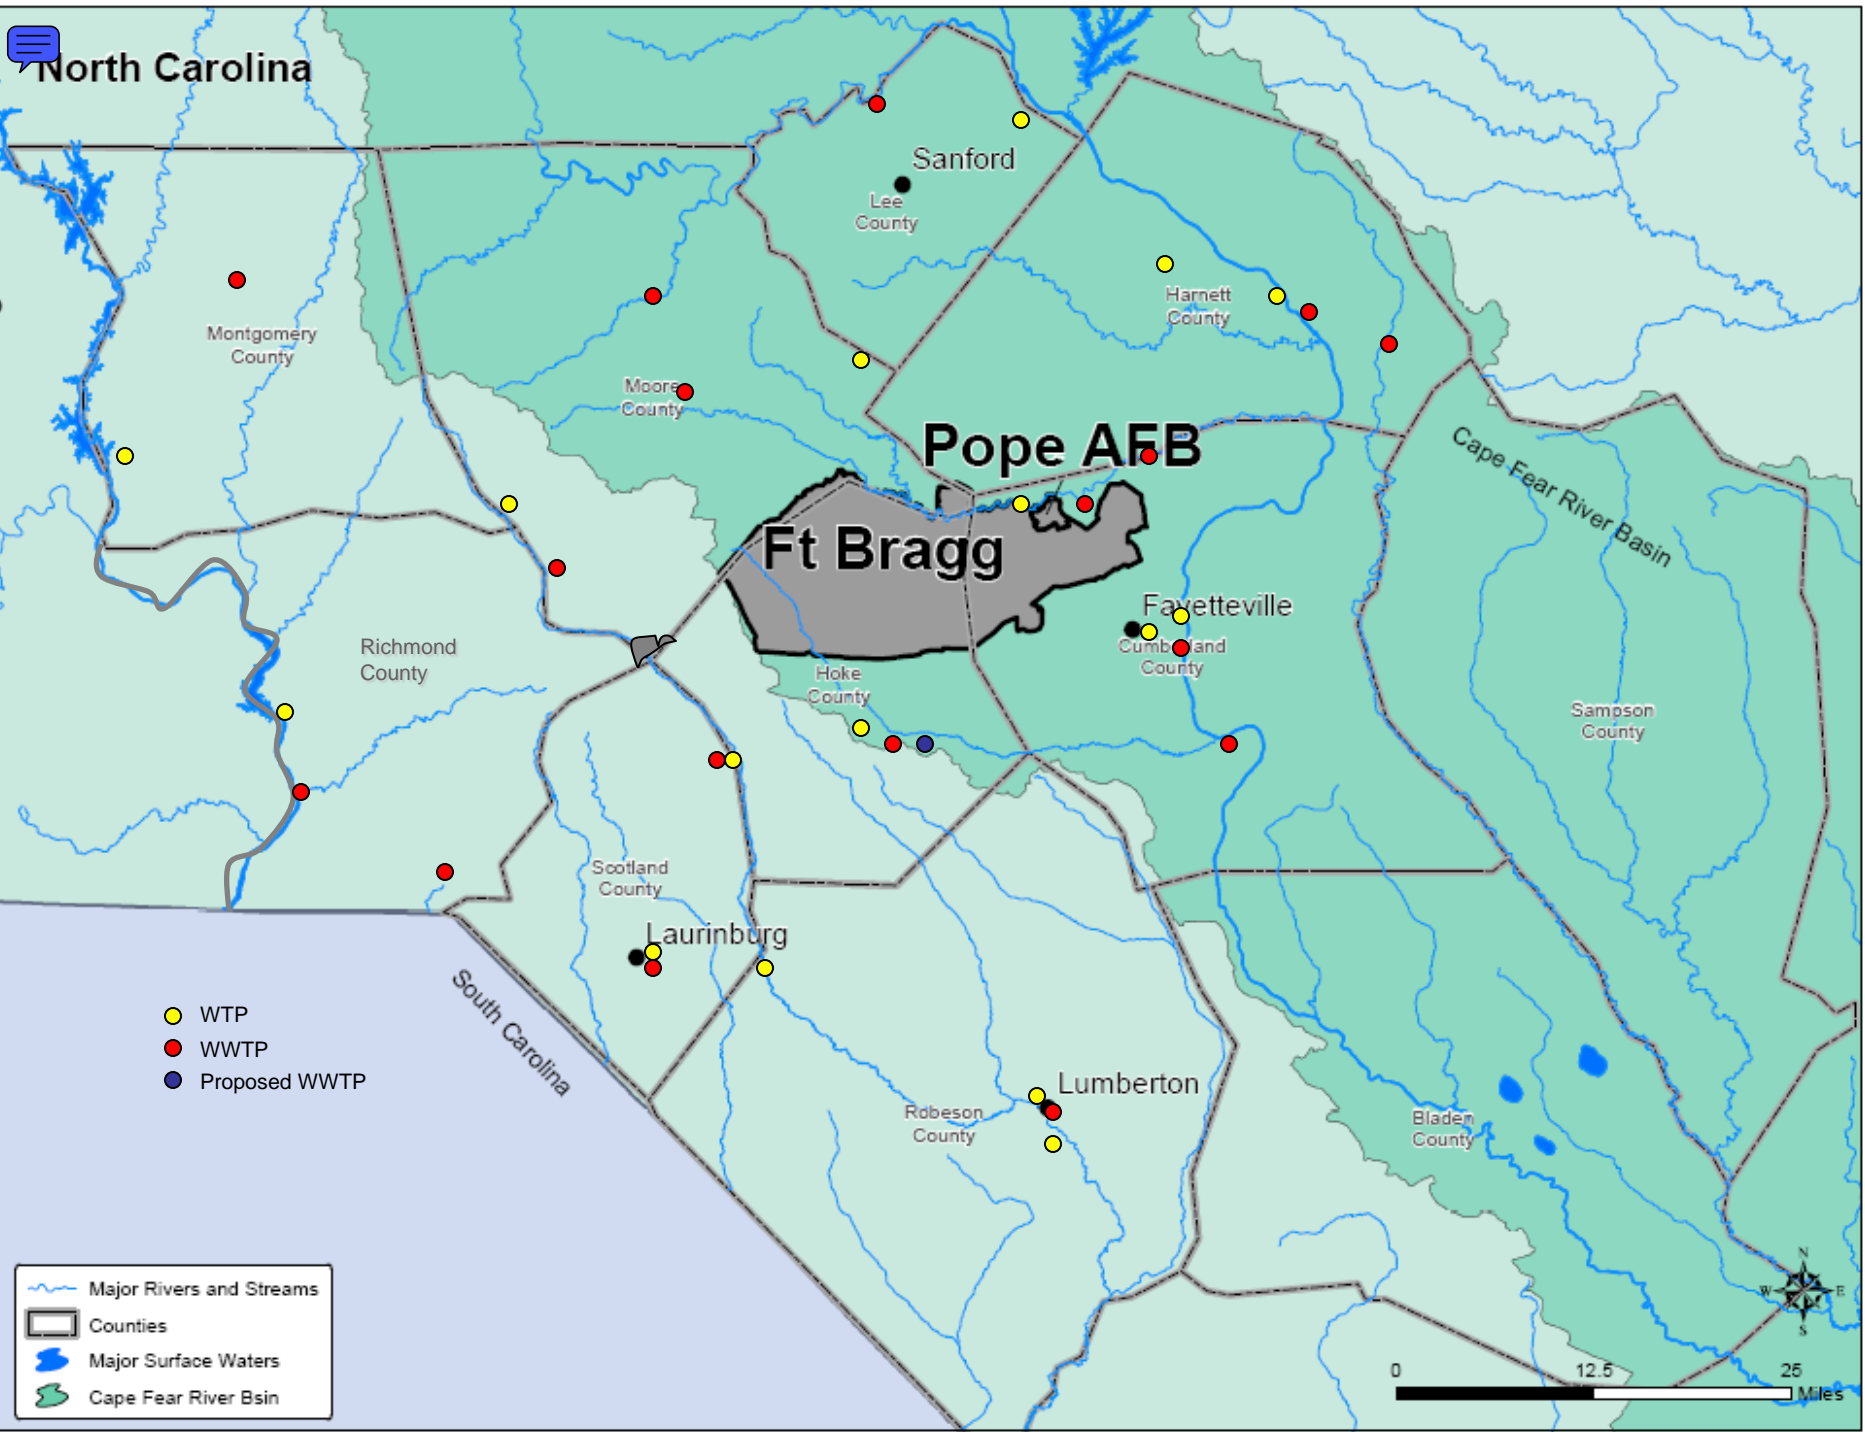 North Carolina
Sanford
Lee
County
Harnett
County
Montgomery
County
Moore
County
Pope AFB
Cape Fear River Basin
Ft Bragg
Fayetteville
Cumberland
County
Richmond
County
Hoke
County
Sampson
County
Scotland
County
Laurinburg
South Carolina
WTP
WWTP
Proposed WWTP
Lumberton
Robeson
County
Bladen
County
N
W
E
S
Major Rivers and Streams
Counties
Major Surface Waters
Cape Fear River Bsin
0 12.5 25
Miles